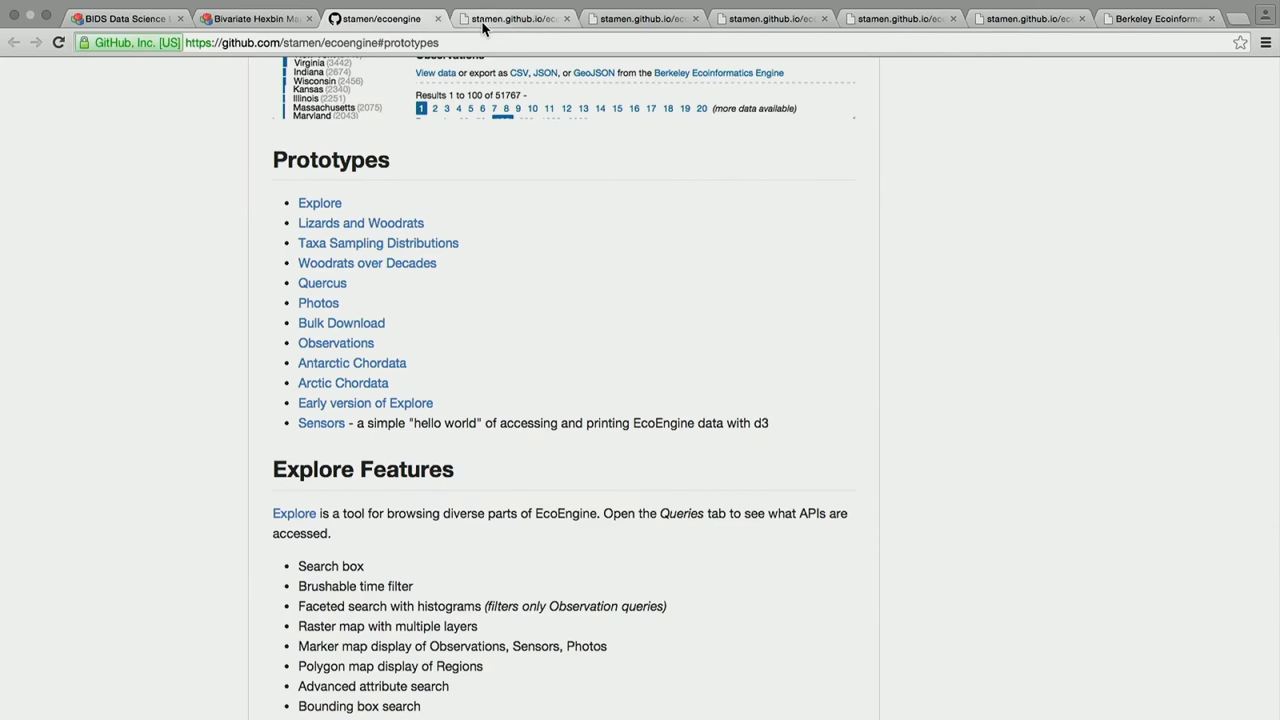 BIDS Data Science
Bivariate Hexbin Ma
stamen/ecoengine
stamen.github.io/ec
stamen.github.io/ec
stamen.github.io/ec
stamen.github.io/ec
stamen.github.io/ec
Berkeley Ecoinforma
GitHub, Inc. [US] https://github.com/stamen/ecoengine#prototypes
Virginia (3442)
Indiana (2674)
Wisconsin (2456)
Kansas (2340)
Illinois (2251)
Massachusetts (2075)
Maryland (2043)
Observations
View data or export as CSV, JSON, or GeoJSON from the Berkeley Ecoinformatics Engine
Results 1 to 100 of 51767 -
1 2 3 4 5 6 7 8 9 10 11 12 13 14 15 16 17 18 19 20 (more data available)
Prototypes
• Explore
• Lizards and Woodrats
• Taxa Sampling Distributions
• Woodrats over Decades
• Quercus
• Photos
• Bulk Download
• Observations
• Antarctic Chordata
• Arctic Chordata
• Early version of Explore
• Sensors - a simple "hello world" of accessing and printing EcoEngine data with d3
Explore Features
Explore is a tool for browsing diverse parts of EcoEngine. Open the Queries tab to see what APIs are
accessed.
• Search box
• Brushable time filter
• Faceted search with histograms (filters only Observation queries)
• Raster map with multiple layers
• Marker map display of Observations, Sensors, Photos
• Polygon map display of Regions
• Advanced attribute search
• Bounding box search